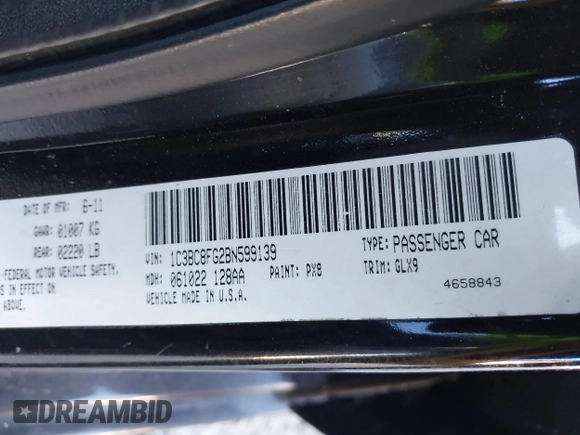 DATE OF MFR: 6-11
GAWR: 01007 KG
REAR: 02220 LB
FEDERAL MOTOR VEHICLE SAFETY,
S IN EFFECT ON
ABOVE.
VIN: 1C3BC8FG2BN599139
TYPE: PASSENGER CAR
MDH: 061022 128AA
PAINT: PX8
TRIM: GLX9
VEHICLE MADE IN U.S.A.
4658843
DREAMBID